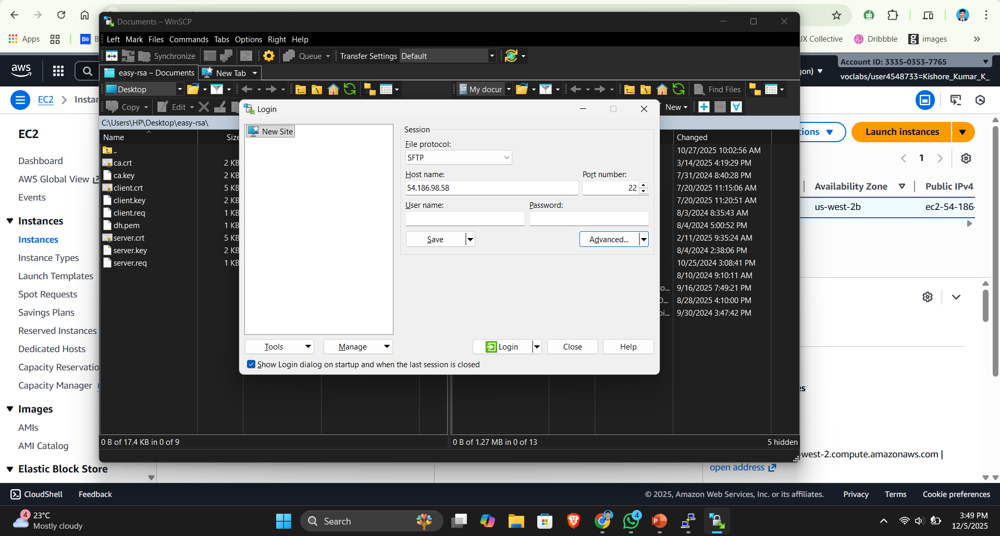 Documents – WinSCP
Left Mark Files Commands Tabs Options Right Help
Apps
Bē
UX Collective
Dribbble
images
»
Synchronize
Queue
Transfer Settings Default
easy-rsa – Documents
New Tab
aws
Account ID: 3335-0353-7765
voclabs/user4548733=Kishore_Kumar_K_
Desktop
My docur
Find Files
EC2
Copy
Edit
New
C:\Users\HP\Desktop\easy-rsa\
Name
Size
Changed
..
10/27/2025 10:02:56 AM
ca.crt 2 KB
3/14/2025 4:19:29 PM
ca.key 2 KB
7/31/2024 8:40:28 PM
client.crt 5 KB
7/20/2025 11:15:06 AM
client.key 2 KB
7/20/2025 11:20:51 AM
client.req 1 KB
8/3/2024 8:35:43 AM
dh.pem 1 KB
8/4/2024 5:00:52 PM
server.crt 5 KB
2/11/2025 9:35:24 AM
server.key 2 KB
8/4/2024 2:38:06 PM
server.req 1 KB
10/25/2024 3:08:41 PM
8/10/2024 9:10:11 AM
9/16/2025 7:49:21 PM
8/28/2025 4:10:00 PM
9/30/2024 3:47:42 PM
0 B of 17.4 KB in 0 of 9
0 B of 1.27 MB in 0 of 13
5 hidden
Login
New Site
Session
File protocol:
SFTP
Host name:
Port number:
54.186.98.58
22
User name:
Password:
Save
Advanced...
Tools
Manage
Login
Close
Help
Show Login dialog on startup and when the last session is closed
EC2
Dashboard
AWS Global View
Events
Instances
Instances
Instance Types
Launch Templates
Spot Requests
Savings Plans
Reserved Instances
Dedicated Hosts
Capacity Reservatio
Capacity Manager
Images
AMIs
AMI Catalog
Elastic Block Store
Launch instances
1
Availability Zone
Public IPv4
us-west-2b
ec2-54-186-
-west-2.compute.amazonaws.com |
open address
CloudShell
Feedback
© 2025, Amazon Web Services, Inc. or its affiliates.
Privacy
Terms
Cookie preferences
4
23°C
Mostly cloudy
Search
4
3:49 PM
12/5/2025